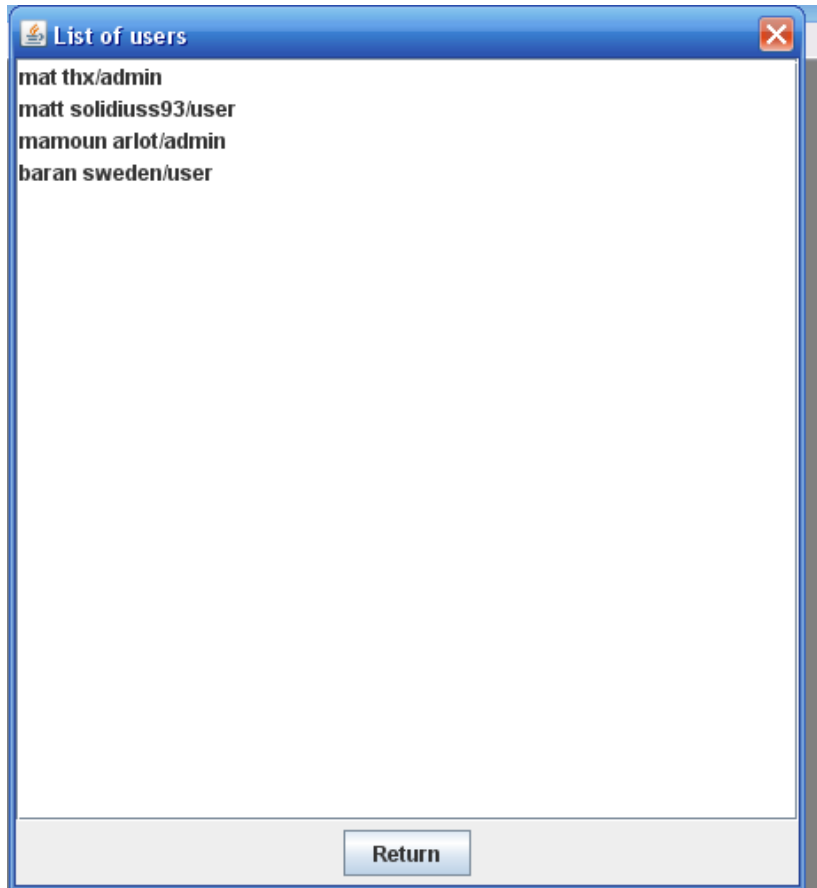 List of users
mat thx/admin
matt solidiuss93/user
mamoun arlot/admin
baran sweden/user
Return